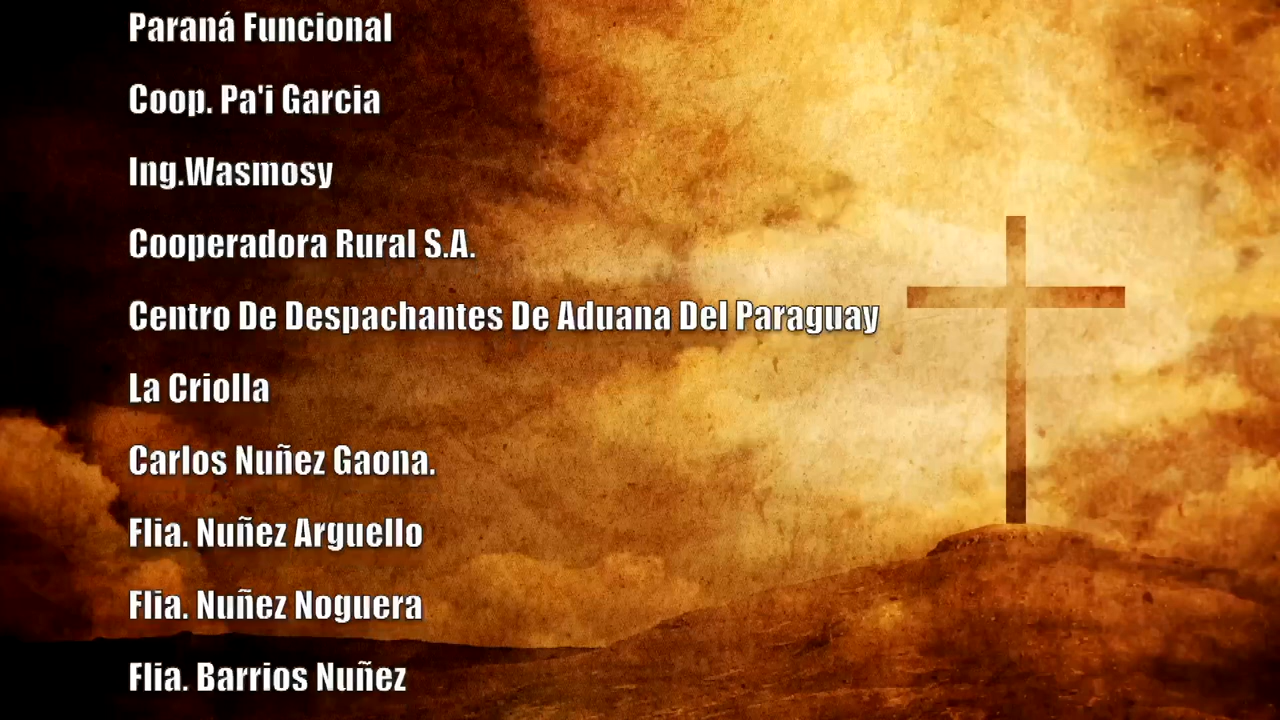 Paraná Funcional
Coop. Pa'i Garcia
Ing.Wasmosy
Cooperadora Rural S.A.
Centro De Despachantes De Aduana Del Paraguay
La Criolla
Carlos Nuñez Gaona.
Flia. Nuñez Arguello
Flia. Nuñez Noguera
Flia. Barrios Nuñez